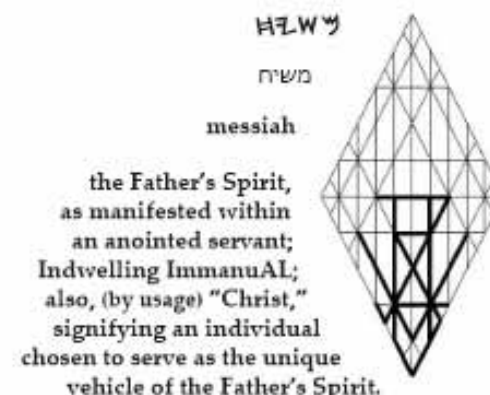 𐤌𐤔𐤉𐤇
משיח
messiah
the Father's Spirit,
as manifested within
an anointed servant;
Indwelling ImmanuAL;
also, (by usage) "Christ,"
signifying an individual
chosen to serve as the unique
vehicle of the Father's Spirit.